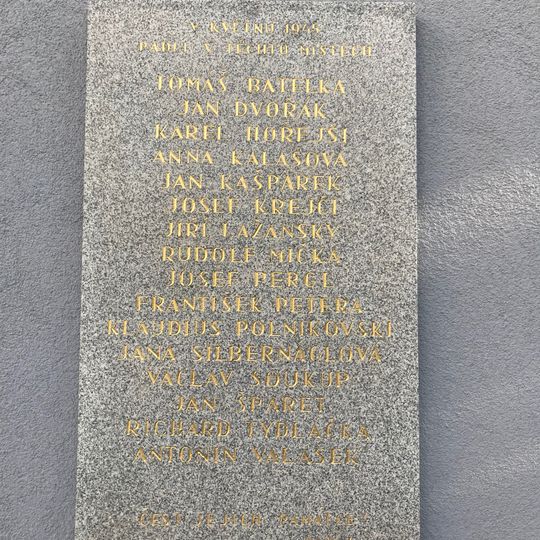 V KVĚTNU 1945
PADLI V TĚCHTO MÍSTECH
TOMÁŠ BATELKA
JAN DVOŘÁK
KAREL HOREJŠÍ
ANNA KALAŠOVÁ
JAN KAŠPÁREK
JOSEF KREJČÍ
JIŘÍ LAŽANSKÝ
RUDOLF MIČKA
JOSEF PERGL
FRANTIŠEK PETERA
KLAUDIUS POLNIKOVSKI
JANA SILBERNAGLOVÁ
VÁCLAV SOUKUP
JAN ŠPARET
RICHARD TYDLAČKA
ANTONÍN VALÁŠEK
ČEST JEJICH PAMÁTCE!